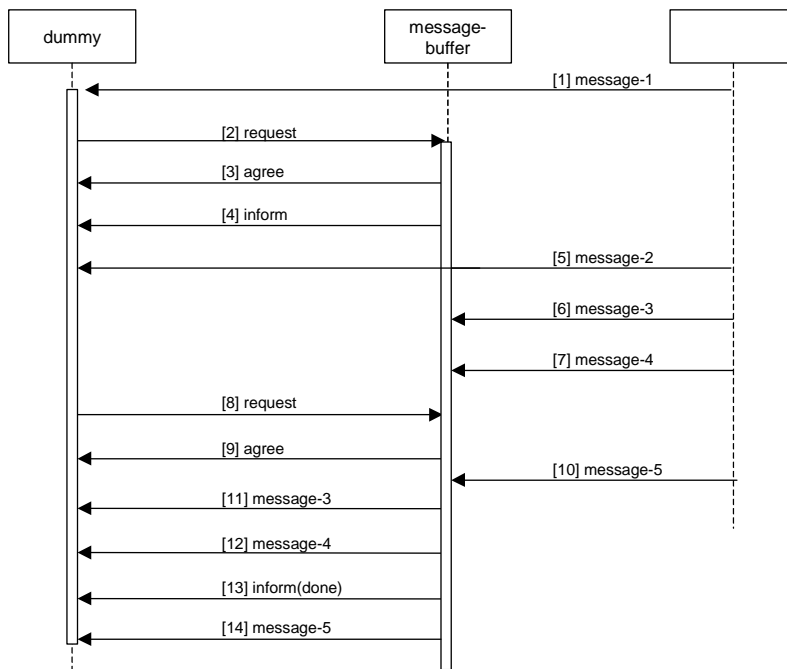 dummy
message-
buffer
[1] message-1
[2] request
[3] agree
[4] inform
[5] message-2
[6] message-3
[7] message-4
[8] request
[9] agree
[10] message-5
[11] message-3
[12] message-4
[13] inform(done)
[14] message-5